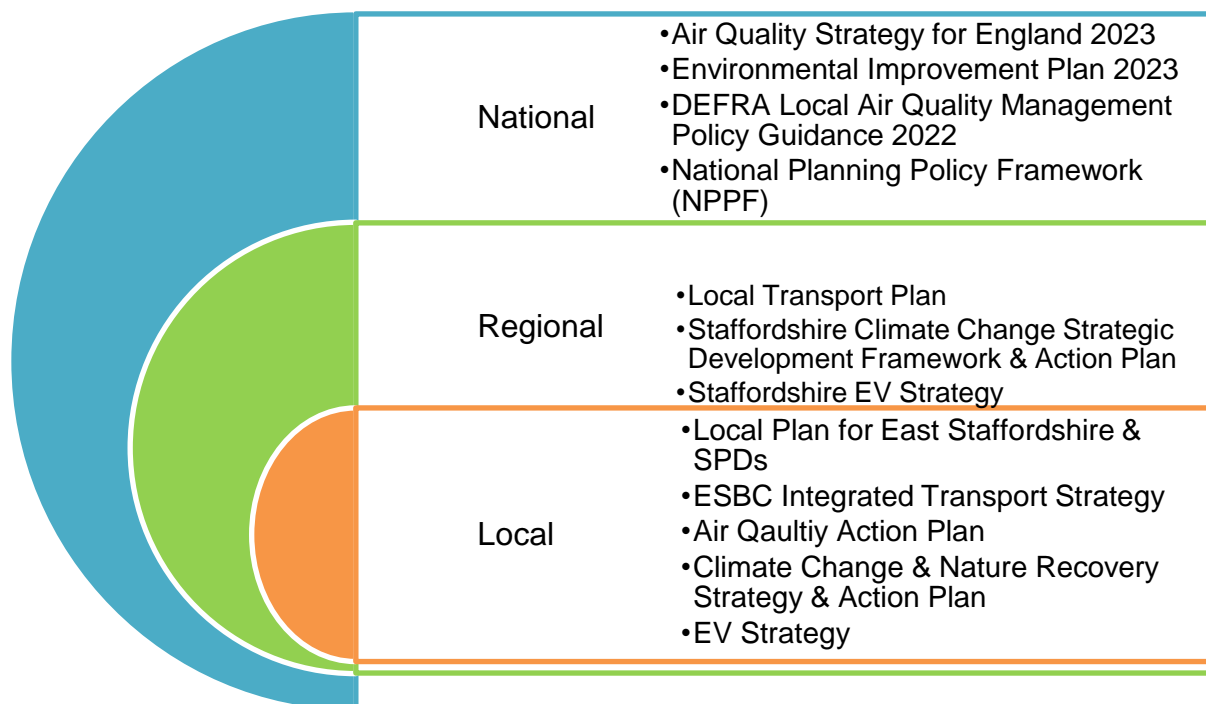 National
•Air Quality Strategy for England 2023
•Environmental Improvement Plan 2023
•DEFRA Local Air Quality Management
Policy Guidance 2022
•National Planning Policy Framework
(NPPF)
Regional
•Local Transport Plan
•Staffordshire Climate Change Strategic
Development Framework & Action Plan
•Staffordshire EV Strategy
Local
•Local Plan for East Staffordshire &
SPDs
•ESBC Integrated Transport Strategy
•Air Qaultiy Action Plan
•Climate Change & Nature Recovery
Strategy & Action Plan
•EV Strategy